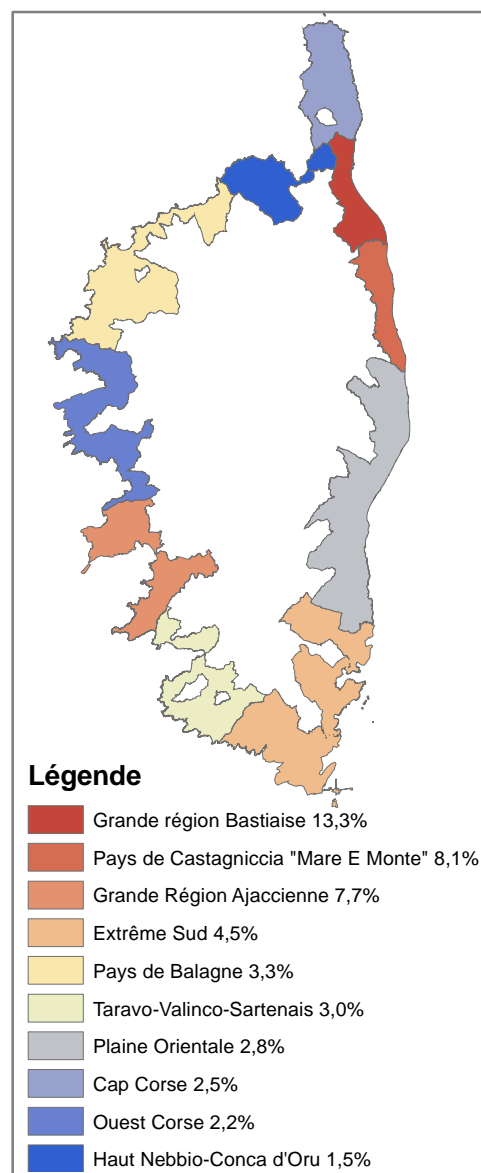 Légende
Grande région Bastiaise 13,3%
Pays de Castagniccia "Mare E Monte" 8,1%
Grande Région Ajaccienne 7,7%
Extrême Sud 4,5%
Pays de Balagne 3,3%
Taravo-Valinco-Sartenais 3,0%
Plaine Orientale 2,8%
Cap Corse 2,5%
Ouest Corse 2,2%
Haut Nebbio-Conca d'Oru 1,5%